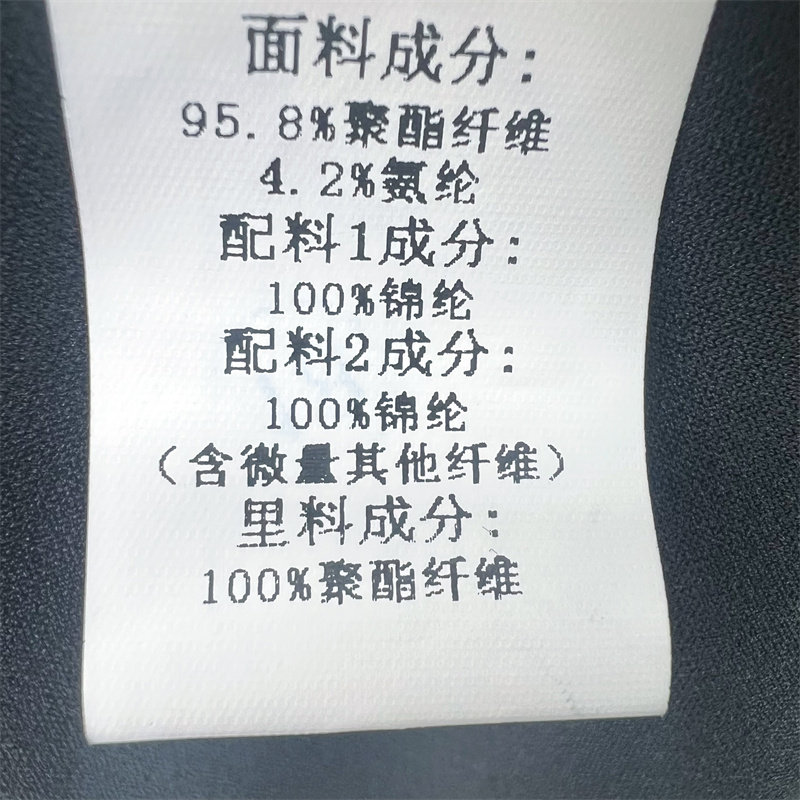 面料成分:
95.8%聚酯纤维
4.2%氨纶
配料1成分:
100%锦纶
配料2成分:
100%锦纶
(含微量其他纤维)
里料成分:
100%聚酯纤维